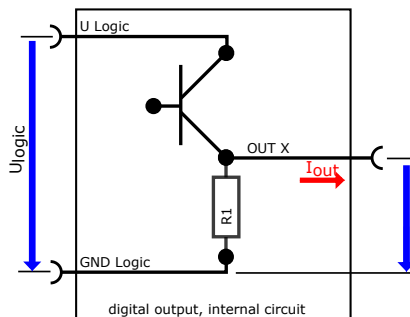 U Logic
Ulogic
OUT X
Iout
R1
GND Logic
digital output, internal circuit